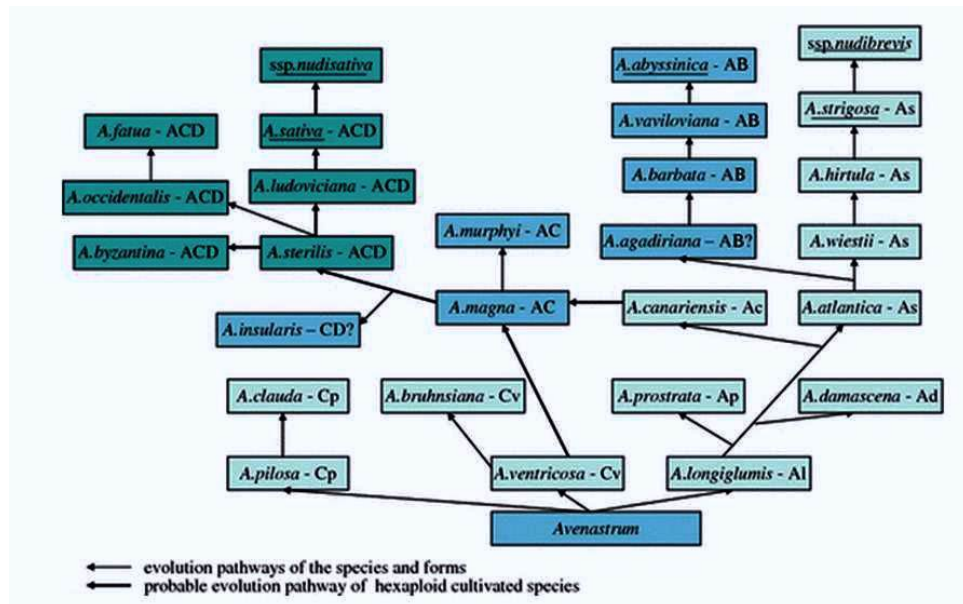 ssp.nudibrevis
ssp.nudisativa
A.abyssinica - AB
A.strigosa - As
A.fatua - ACD
A.sativa - ACD
A.vaviloviana - AB
A.hirtula - As
A.occidentalis - ACD
A.ludoviciana - ACD
A.barbata - AB
A.murphyi - AC
A.agadiriana – AB?
A.wiestii - As
A.byzantina - ACD
A.sterilis - ACD
A.insularis – CD?
A.magna - AC
A.canariensis - Ac
A.atlantica - As
A.clauda - Cp
A.bruhnsiana - Cv
A.prostrata - Ap
A.damascena - Ad
A.pilosa - Cp
A.ventricosa - Cv
A.longiglumis - Al
Avenastrum
evolution pathways of the species and forms
probable evolution pathway of hexaploid cultivated species